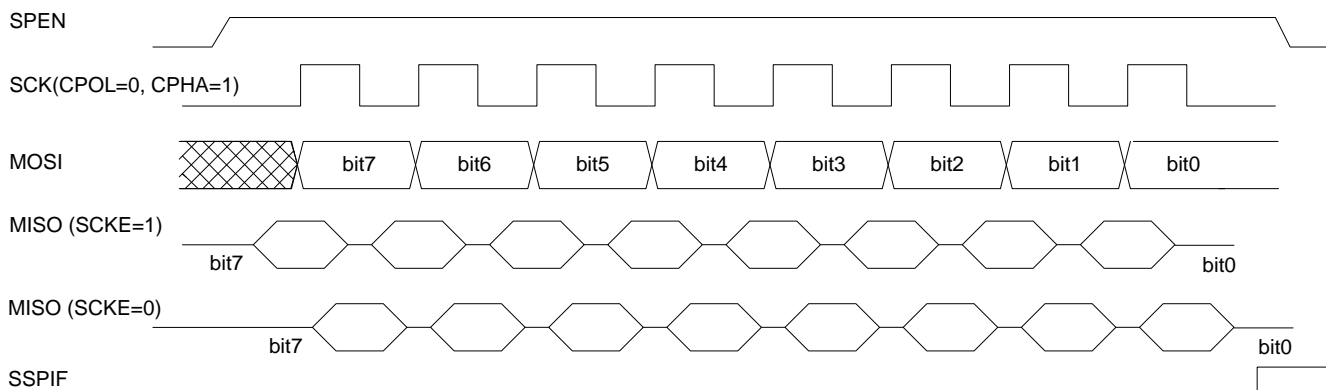 SPEN
SCK(CPOL=0, CPHA=1)
MOSI
bit7 bit6 bit5 bit4 bit3 bit2 bit1 bit0
MISO (SCKE=1)
bit7 bit0
MISO (SCKE=0)
bit7 bit0
SSPIF